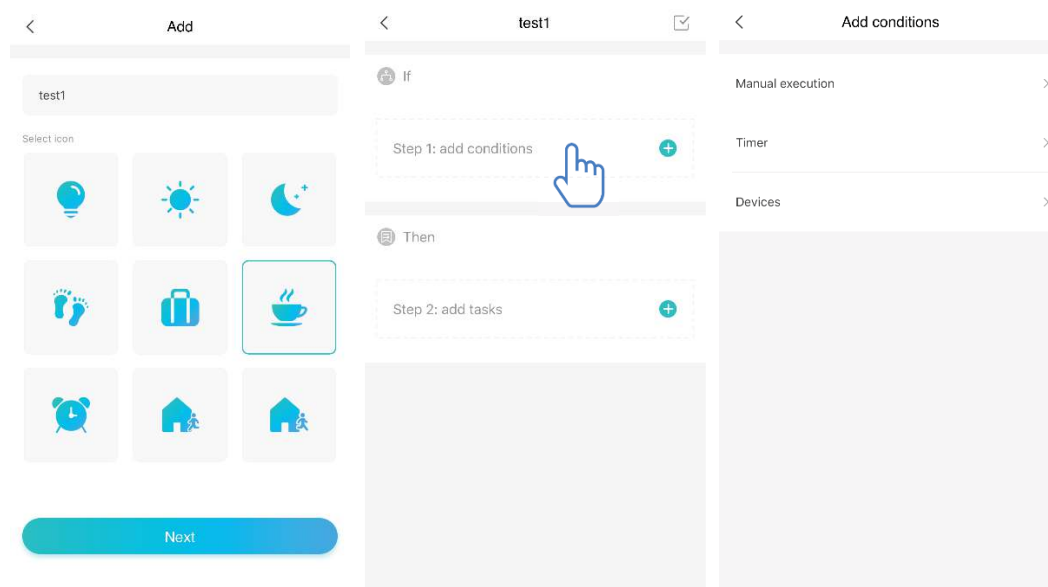 Add
test1
Select icon
Next
test1
If
Step 1: add conditions
Then
Step 2: add tasks
Add conditions
Manual execution
Timer
Devices